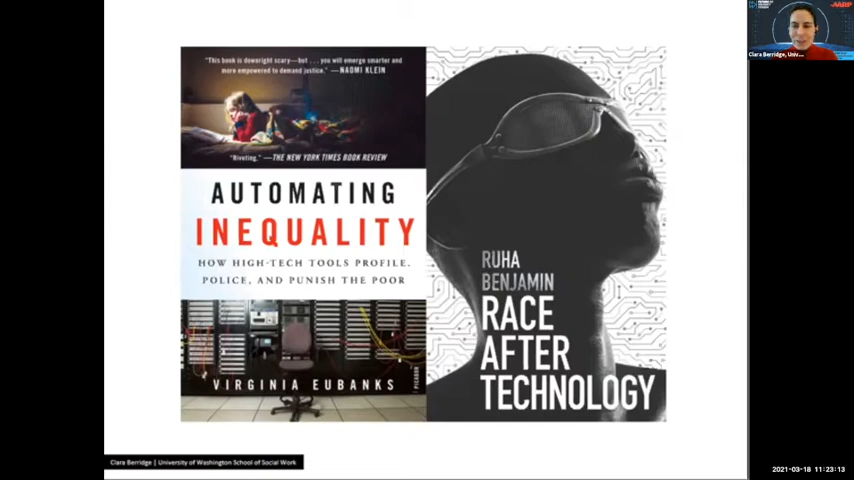 "This book is downright scary—but . . . you will emerge smarter and
more empowered to demand justice." —NAOMI KLEIN
"Riveting." —THE NEW YORK TIMES BOOK REVIEW
AUTOMATING
INEQUALITY
HOW HIGH-TECH TOOLS PROFILE,
POLICE, AND PUNISH THE POOR
VIRGINIA EUBANKS
PICADOR
RUHA
BENJAMIN
RACE
AFTER
TECHNOLOGY
Clara Berridge | University of Washington School of Social Work
AARP
Clara Berridge, Univ...
2021-03-18 11:23:13